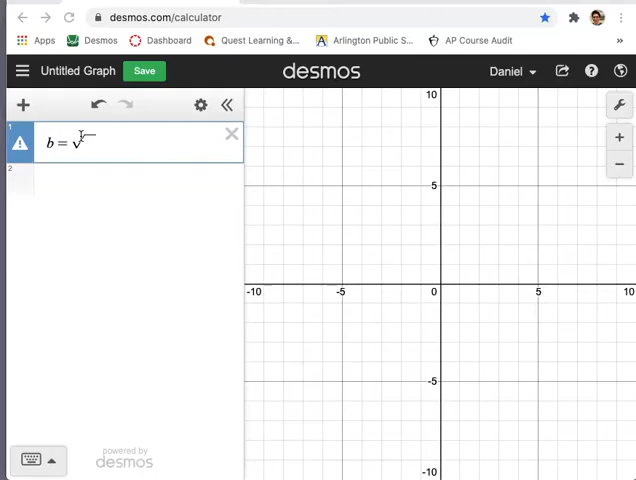 desmos.com/calculator
Apps Desmos Dashboard Quest Learning &... Arlington Public S... AP Course Audit »
Untitled Graph Save desmos Daniel
1
b = √
2
10
5
-10 -5 0 5 10
-5
-10
powered by
desmos